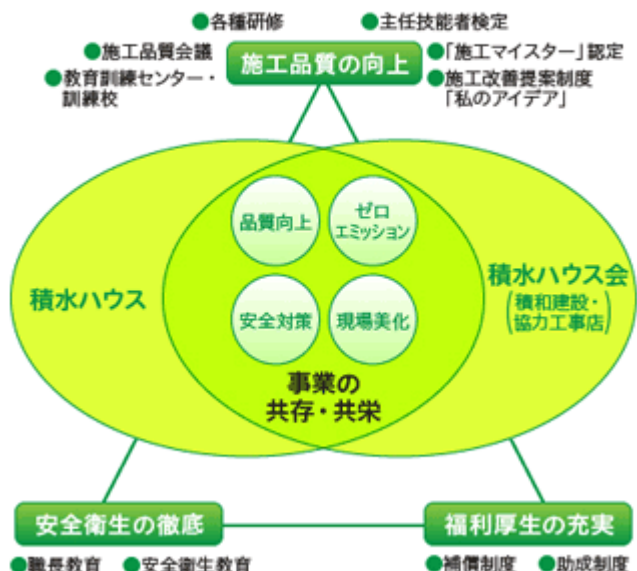 ●各種研修 ●主任技能者検定
●施工品質会議
●教育訓練センター・
訓練校
施工品質の向上
●「施工マイスター」認定
●施工改善提案制度
「私のアイデア」
品質向上
ゼロ
エミッション
積水ハウス
積水ハウス会
(積和建設・
協力工事店)
安全対策
現場美化
事業の
共存・共栄
安全衛生の徹底
福利厚生の充実
●職長教育 ●安全衛生教育
●補償制度 ●助成制度